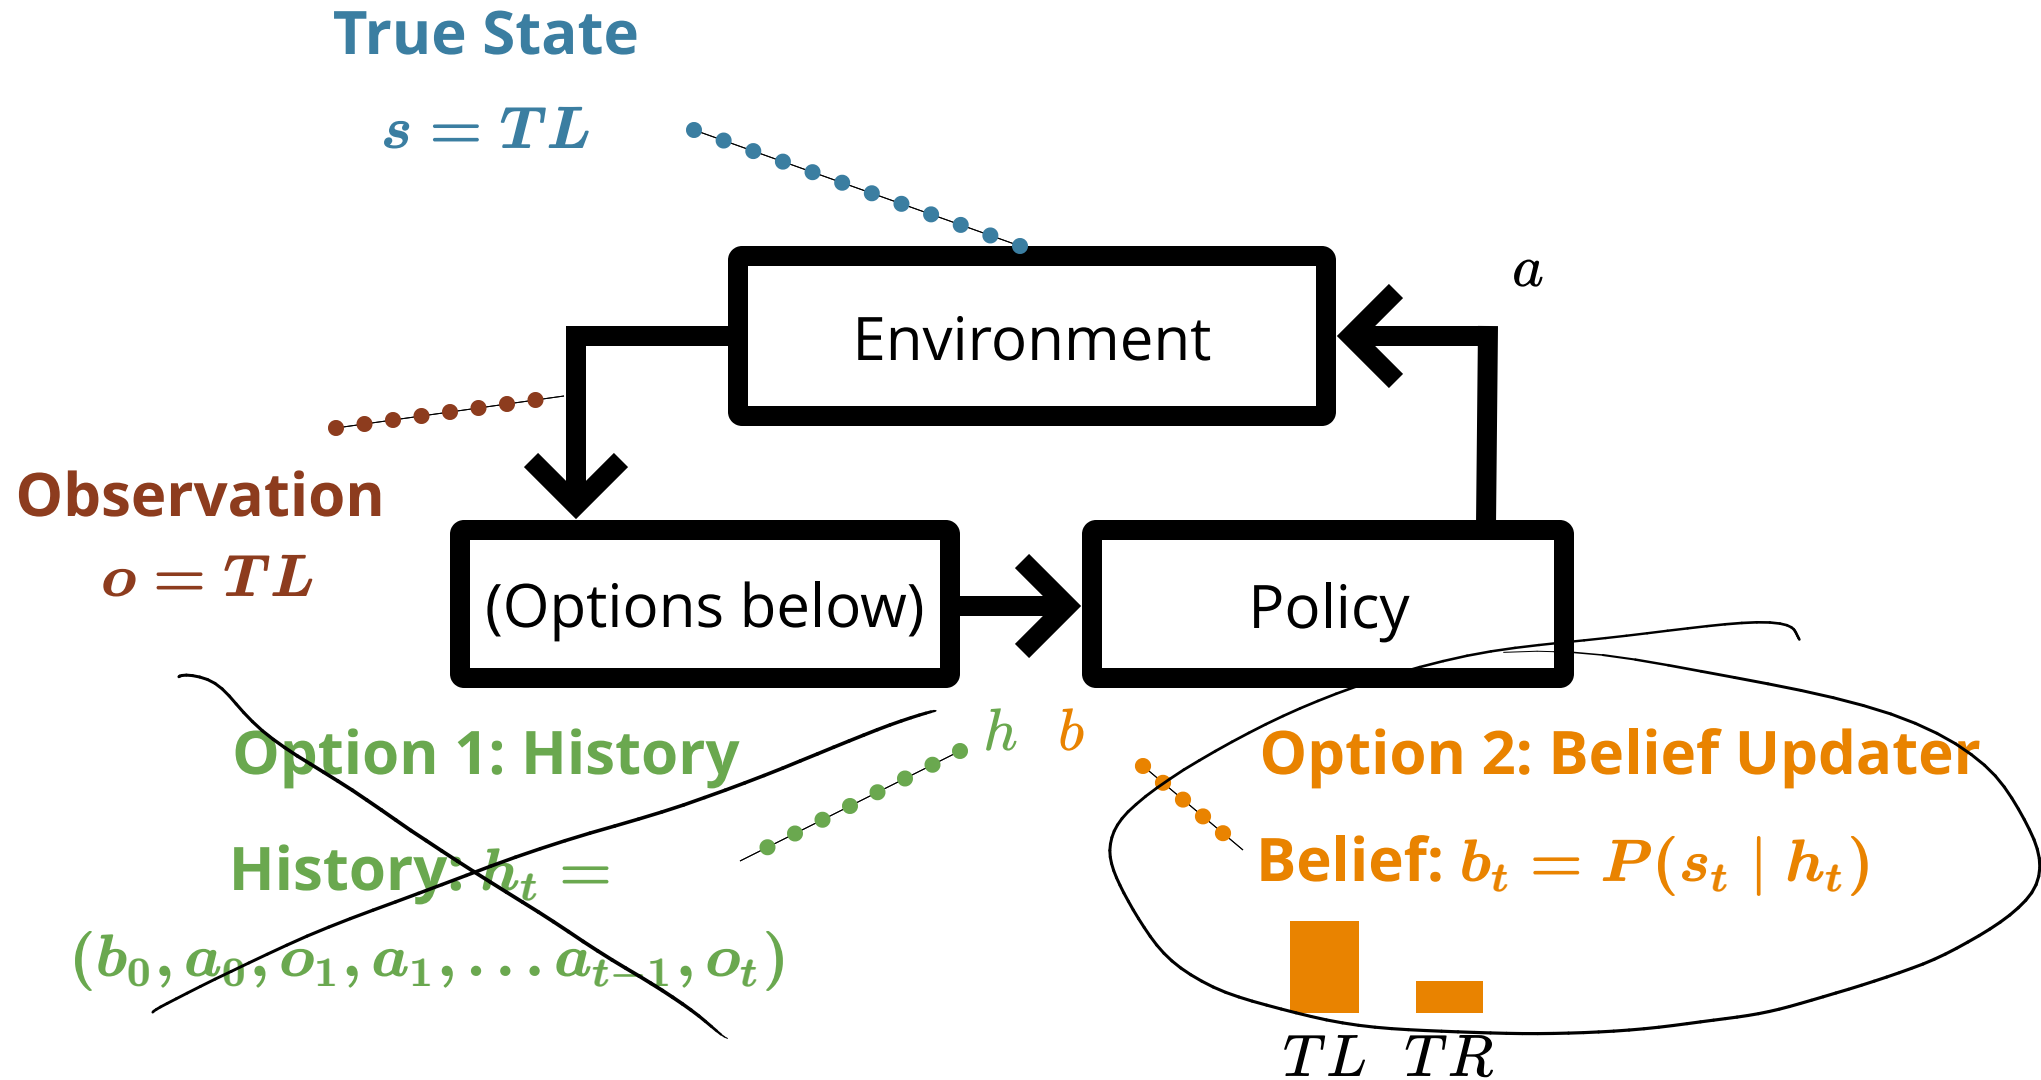 True State
s = TL
a
Environment
Observation
o = TL
(Options below)
Policy
h b
Option 1: History
History: h_t =
(b_0, a_0, o_1, a_1, ... a_{t-1}, o_t)
Option 2: Belief Updater
Belief: b_t = P(s_t | h_t)
TL TR